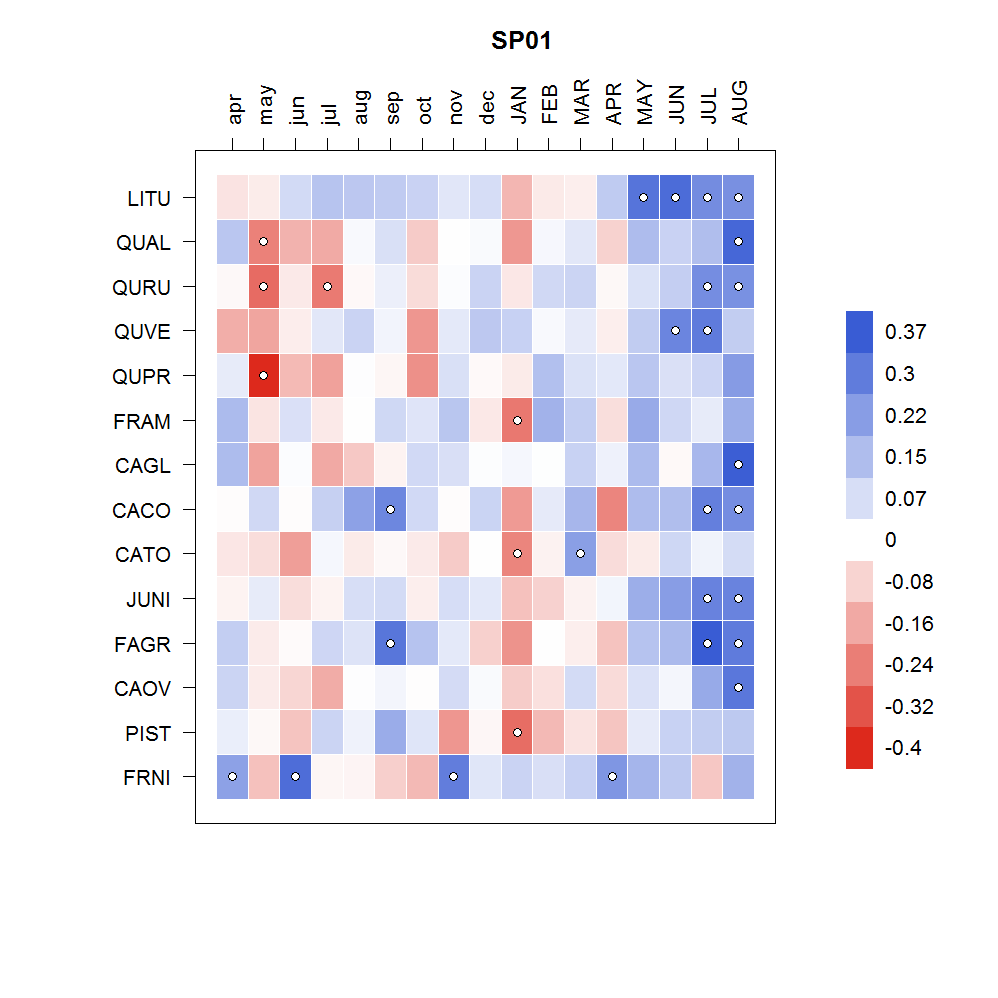 SP01
apr may jun jul aug sep oct nov dec JAN FEB MAR APR MAY JUN JUL AUG
LITU
QUAL
QURU
QUVE
QUPR
FRAM
CAGL
CACO
CATO
JUNI
FAGR
CAOV
PIST
FRNI
0.37
0.3
0.22
0.15
0.07
0
-0.08
-0.16
-0.24
-0.32
-0.4